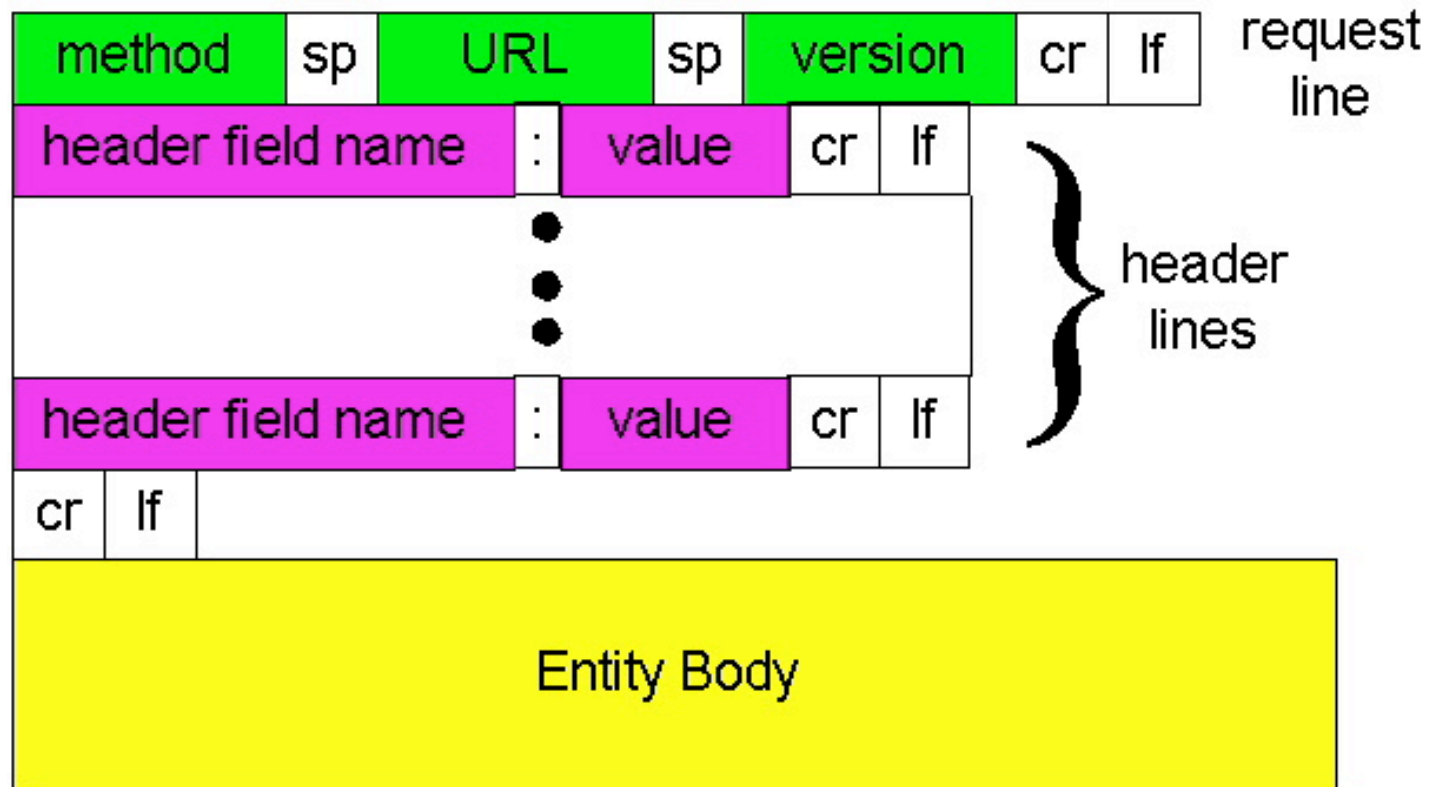 method sp URL sp version cr lf request line
header field name : value cr lf
header lines
header field name : value cr lf
cr lf
Entity Body